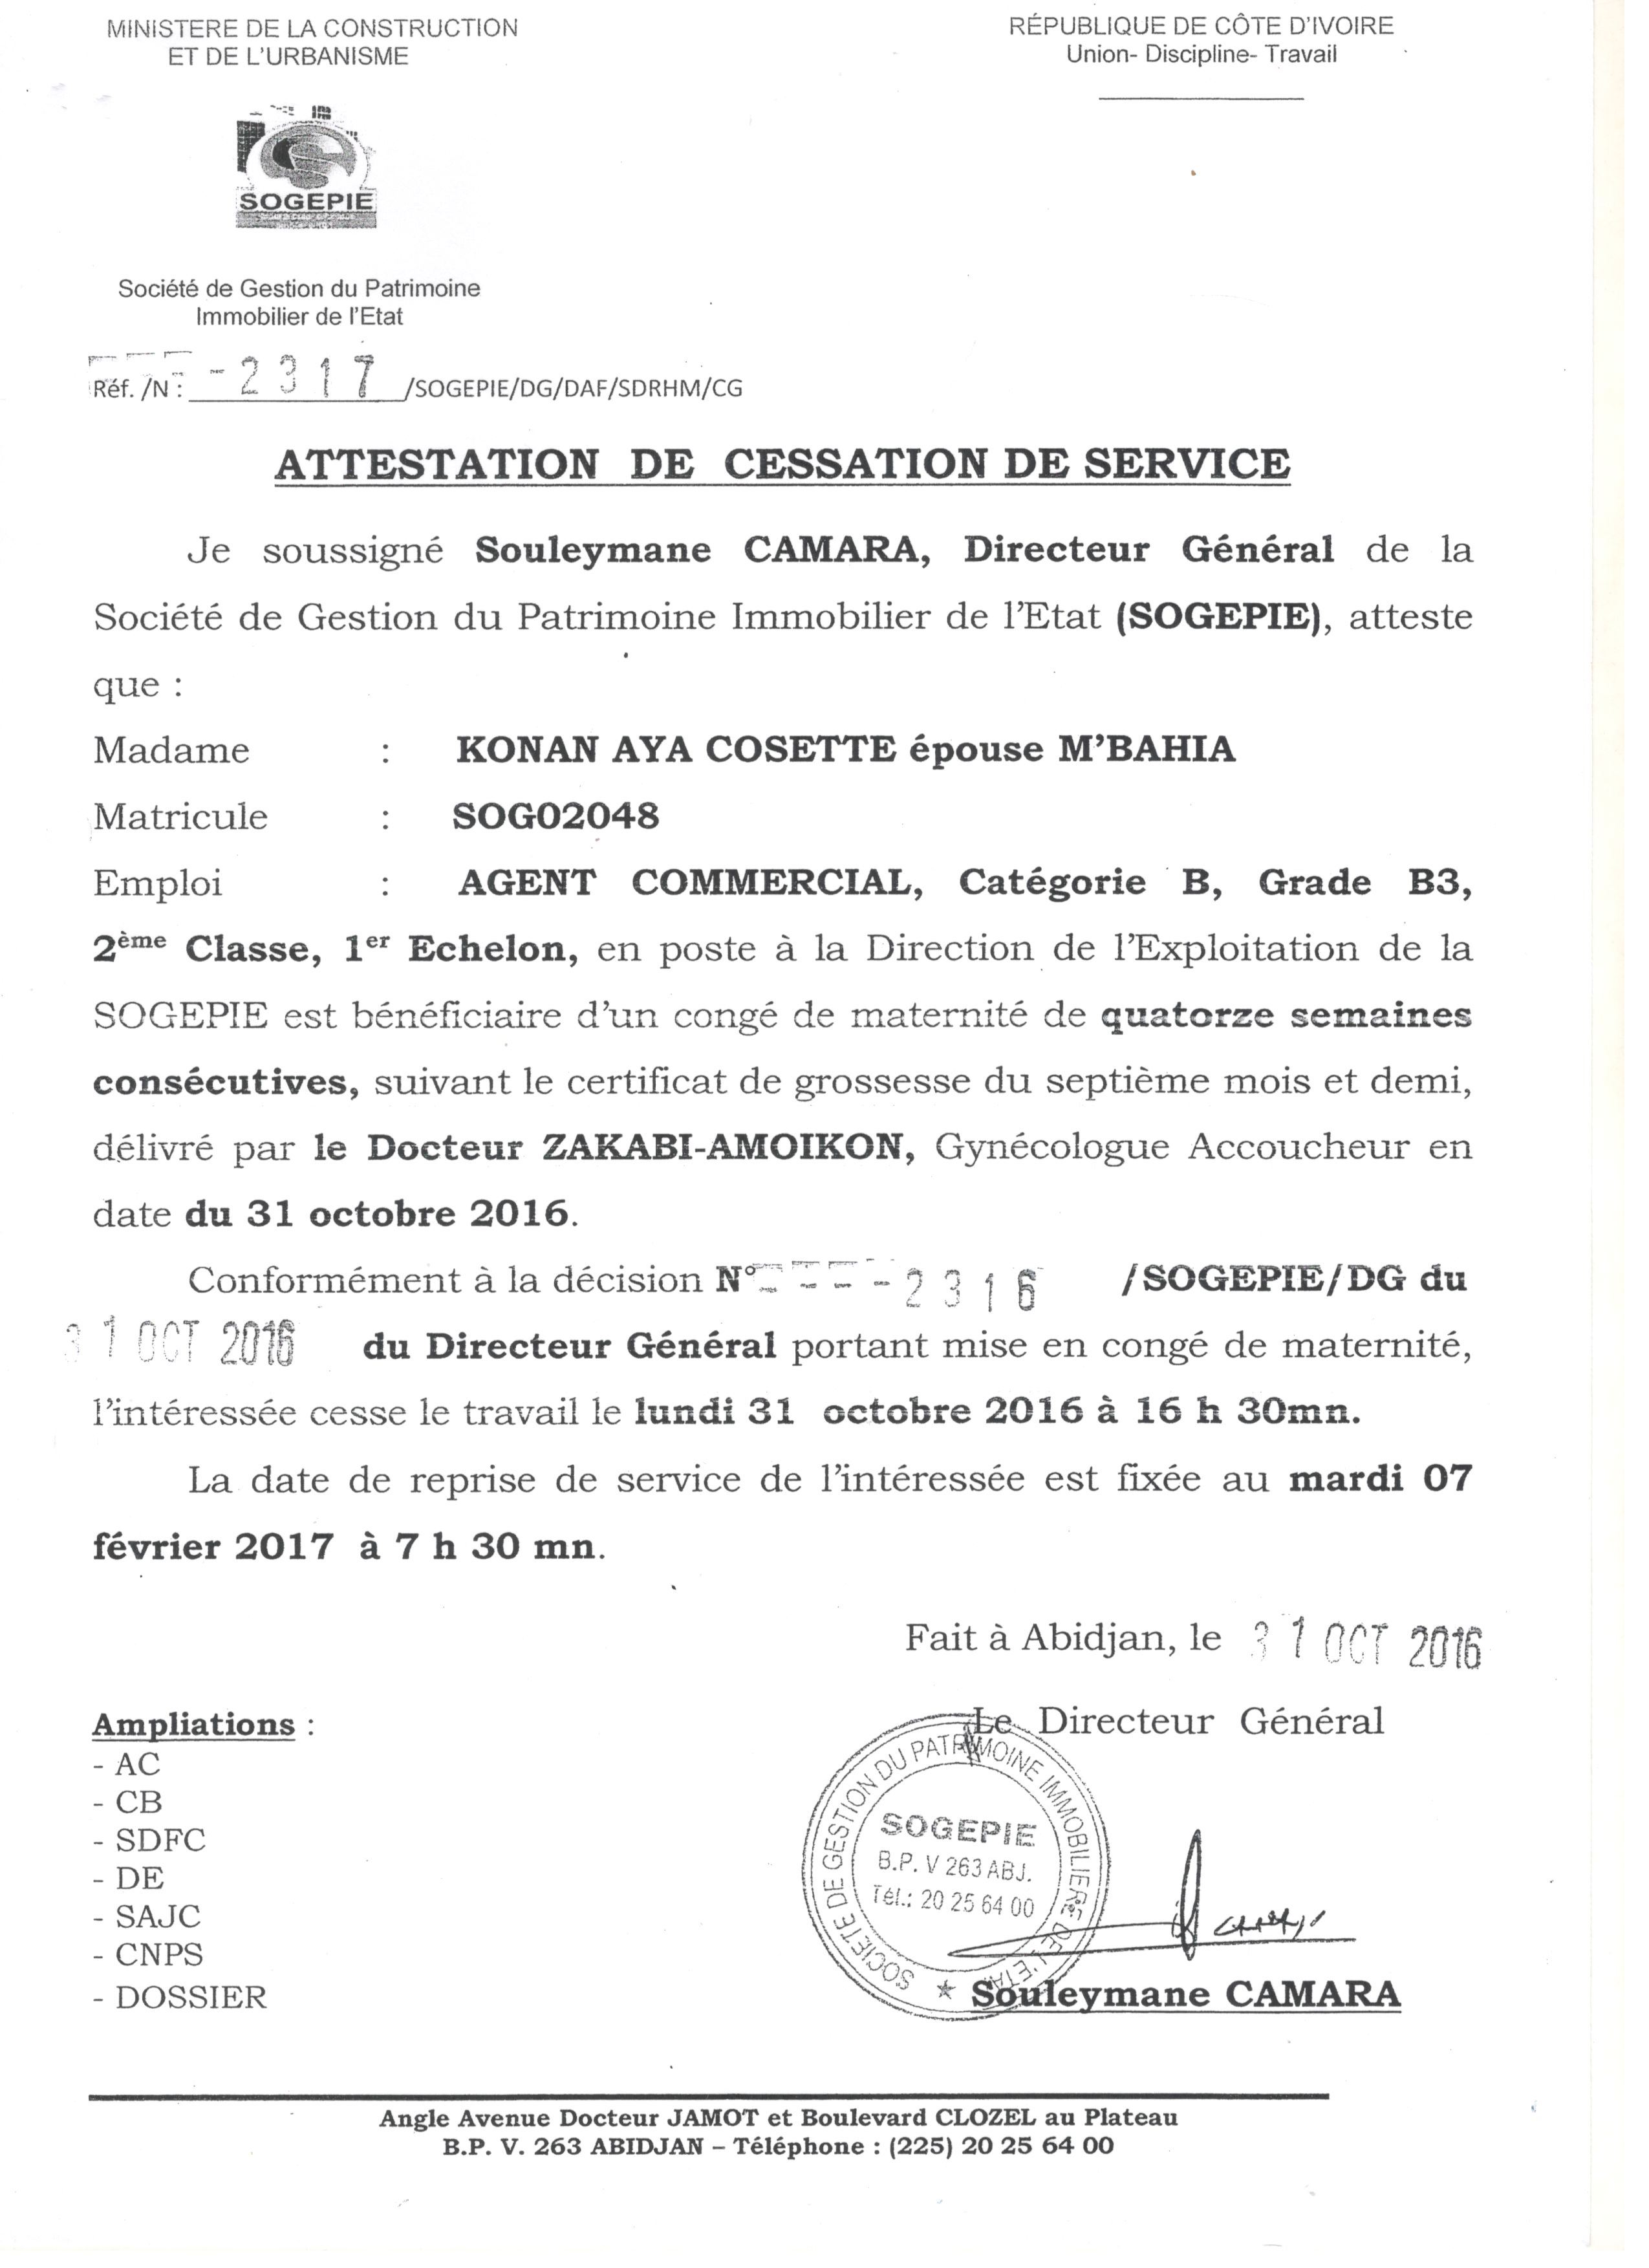 MINISTERE DE LA CONSTRUCTION
ET DE L'URBANISME
RÉPUBLIQUE DE CÔTE D'IVOIRE
Union- Discipline- Travail
SOGEPIE
Société de Gestion du Patrimoine
Immobilier de l'Etat
Réf. /N : - 2317 /SOGEPIE/DG/DAF/SDRHM/CG
ATTESTATION DE CESSATION DE SERVICE
Je soussigné Souleymane CAMARA, Directeur Général de la
Société de Gestion du Patrimoine Immobilier de l'Etat (SOGEPIE), atteste
que :
Madame : KONAN AYA COSETTE épouse M'BAHIA
Matricule : SOG02048
Emploi : AGENT COMMERCIAL, Catégorie B, Grade B3,
2ème Classe, 1er Echelon, en poste à la Direction de l'Exploitation de la
SOGEPIE est bénéficiaire d'un congé de maternité de quatorze semaines
consécutives, suivant le certificat de grossesse du septième mois et demi,
délivré par le Docteur ZAKABI-AMOIKON, Gynécologue Accoucheur en
date du 31 octobre 2016.
Conformément à la décision N° - 2316 /SOGEPIE/DG du
31 OCT 2016 du Directeur Général portant mise en congé de maternité,
l'intéressée cesse le travail le lundi 31 octobre 2016 à 16 h 30mn.
La date de reprise de service de l'intéressée est fixée au mardi 07
février 2017 à 7 h 30 mn.
Fait à Abidjan, le 31 OCT 2016
Le Directeur Général
Ampliations :
- AC
- CB
- SDFC
- DE
- SAJC
- CNPS
- DOSSIER
SOCIETE DE GESTION DU PATRIMOINE IMMOBILIERE DE L'ETAT
SOGEPIE
B.P. V 263 ABJ.
Tél.: 20 25 64 00
Souleymane CAMARA
Angle Avenue Docteur JAMOT et Boulevard CLOZEL au Plateau
B.P. V. 263 ABIDJAN – Téléphone : (225) 20 25 64 00